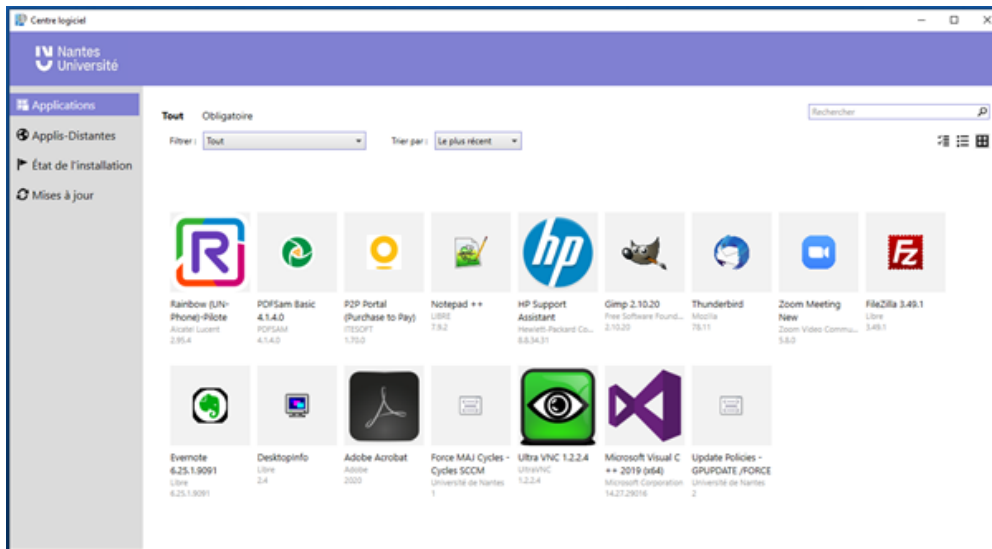 Centre logiciel
Nantes
Université
Applications
Applis-Distantes
État de l'installation
Mises à jour
Tout Obligatoire
Rechercher
Filtrer : Tout Trier par : Le plus récent
Rainbow (UN-
Phone)-Pilote
Alcatel Lucent
2.95.4
PDFSam Basic
4.1.4.0
PDFSAM
4.1.4.0
P2P Portal
(Purchase to Pay)
ITESOFT
1.70.0
Notepad ++
LIBRE
7.9.2
hp
HP Support
Assistant
Hewlett-Packard Co...
8.8.34.31
Gimp 2.10.20
Free Software Found...
2.10.20
Thunderbird
Mozilla
78.11
Zoom Meeting
New
Zoom Video Commu...
5.8.0
FileZilla 3.49.1
Libre
3.49.1
Evernote
6.25.1.9091
Libre
6.25.1.9091
DesktopInfo
Libre
2.4
Adobe Acrobat
Adobe
2020
Force MAJ Cycles -
Cycles SCCM
Université de Nantes
1
Ultra VNC 1.2.2.4
UltraVNC
1.2.2.4
Microsoft Visual C
++ 2019 (x64)
Microsoft Corporation
14.27.29016
Update Policies -
GPUPDATE /FORCE
Université de Nantes
2